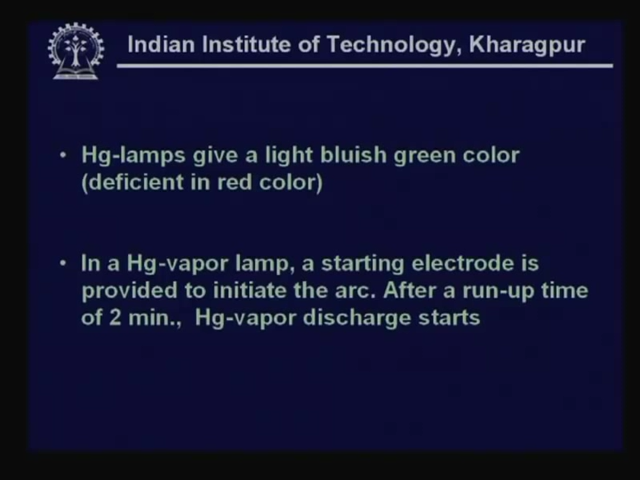 Indian Institute of Technology, Kharagpur
• Hg-lamps give a light bluish green color
(deficient in red color)
• In a Hg-vapor lamp, a starting electrode is
provided to initiate the arc. After a run-up time
of 2 min., Hg-vapor discharge starts